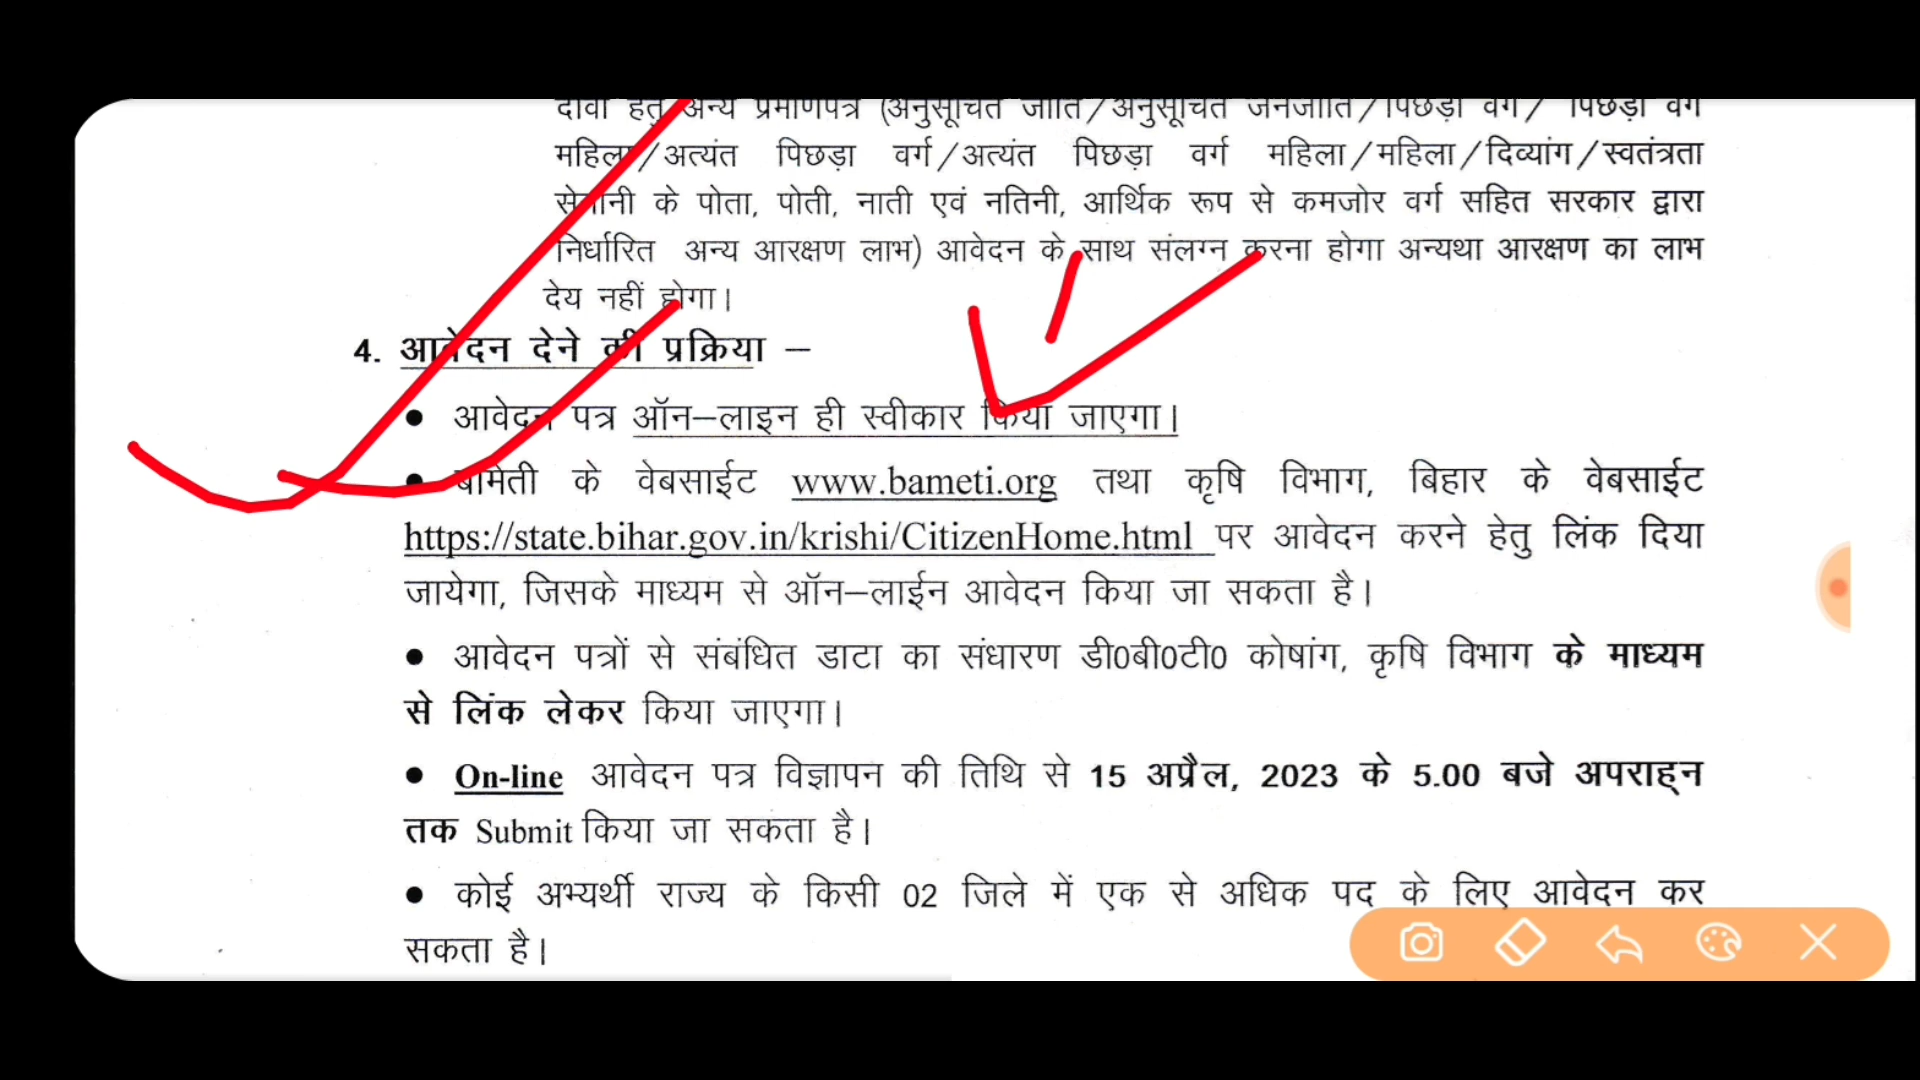 दावा हेतु अन्य प्रमाणपत्र (अनुसूचित जाति/अनुसूचित जनजाति/पिछड़ा वर्ग/ पिछड़ा वर्ग
महिला/अत्यंत पिछड़ा वर्ग/अत्यंत पिछड़ा वर्ग महिला/महिला/दिव्यांग/स्वतंत्रता
सेनानी के पोता, पोती, नाती एवं नतिनी, आर्थिक रूप से कमजोर वर्ग सहित सरकार द्वारा
निर्धारित अन्य आरक्षण लाभ) आवेदन के साथ संलग्न करना होगा अन्यथा आरक्षण का लाभ
देय नहीं होगा।
4. आवेदन देने की प्रक्रिया –
● आवेदन पत्र ऑन–लाइन ही स्वीकार किया जाएगा।
● बामेती के वेबसाईट www.bameti.org तथा कृषि विभाग, बिहार के वेबसाईट
https://state.bihar.gov.in/krishi/CitizenHome.html पर आवेदन करने हेतु लिंक दिया
जायेगा, जिसके माध्यम से ऑन–लाईन आवेदन किया जा सकता है।
● आवेदन पत्रों से संबंधित डाटा का संधारण डी0बी0टी0 कोषांग, कृषि विभाग के माध्यम
से लिंक लेकर किया जाएगा।
● On-line आवेदन पत्र विज्ञापन की तिथि से 15 अप्रैल, 2023 के 5.00 बजे अपराह्न
तक Submit किया जा सकता है।
● कोई अभ्यर्थी राज्य के किसी 02 जिले में एक से अधिक पद के लिए आवेदन कर
सकता है।